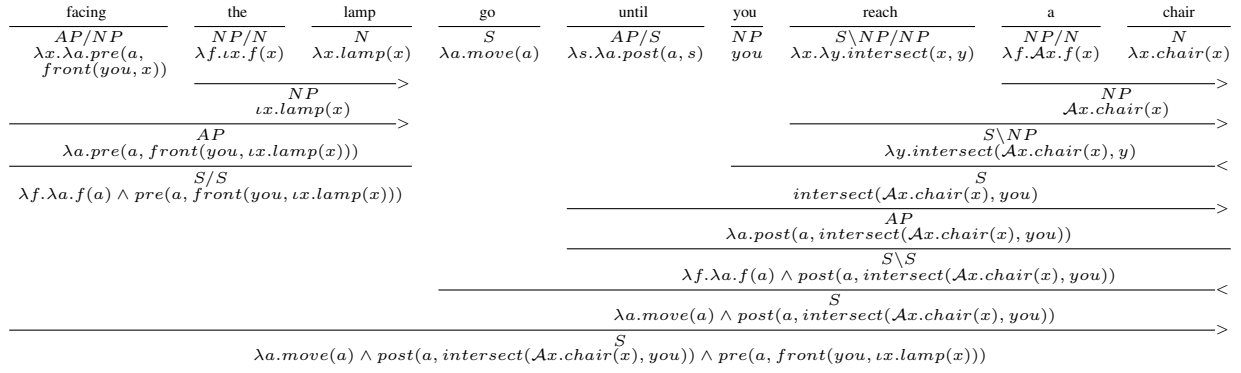 facing the lamp go until you reach a chair
AP/NP NP/N N S AP/S NP S\NP/NP NP/N N
λx.λa.pre(a, λf.ιx.f(x) λx.lamp(x) λa.move(a) λs.λa.post(a, s) you λx.λy.intersect(x, y) λf.𝒜x.f(x) λx.chair(x)
front(you, x))
> >
NP NP
ιx.lamp(x) 𝒜x.chair(x)
> >
AP S\NP
λa.pre(a, front(you, ιx.lamp(x))) λy.intersect(𝒜x.chair(x), y)
<
S/S S
λf.λa.f(a) ∧ pre(a, front(you, ιx.lamp(x))) intersect(𝒜x.chair(x), you)
>
AP
λa.post(a, intersect(𝒜x.chair(x), you))
S\S
λf.λa.f(a) ∧ post(a, intersect(𝒜x.chair(x), you))
<
S
λa.move(a) ∧ post(a, intersect(𝒜x.chair(x), you))
>
S
λa.move(a) ∧ post(a, intersect(𝒜x.chair(x), you)) ∧ pre(a, front(you, ιx.lamp(x)))